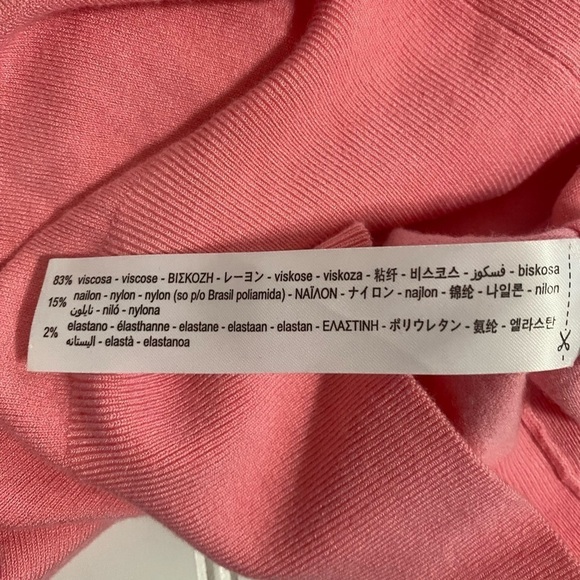 83% viscosa - viscose - ΒΙΣΚΟΖΗ - レーヨン - viskose - viskoza - 粘纤 - 비스코스 - فسكوز - biskosa
15% nailon - nylon - nylon (so p/o Brasil poliamida) - ΝΑΪΛΟΝ - ナイロン - najlon - 锦纶 - 나일론 - nilon
نايلون - niló - nylona
2% elastano - élasthanne - elastane - elastaan - elastan - ΕΛΑΣΤΙΝΗ - ポリウレタン - 氨纶 - 엘라스탄
اليستانه - elastà - elastanoa